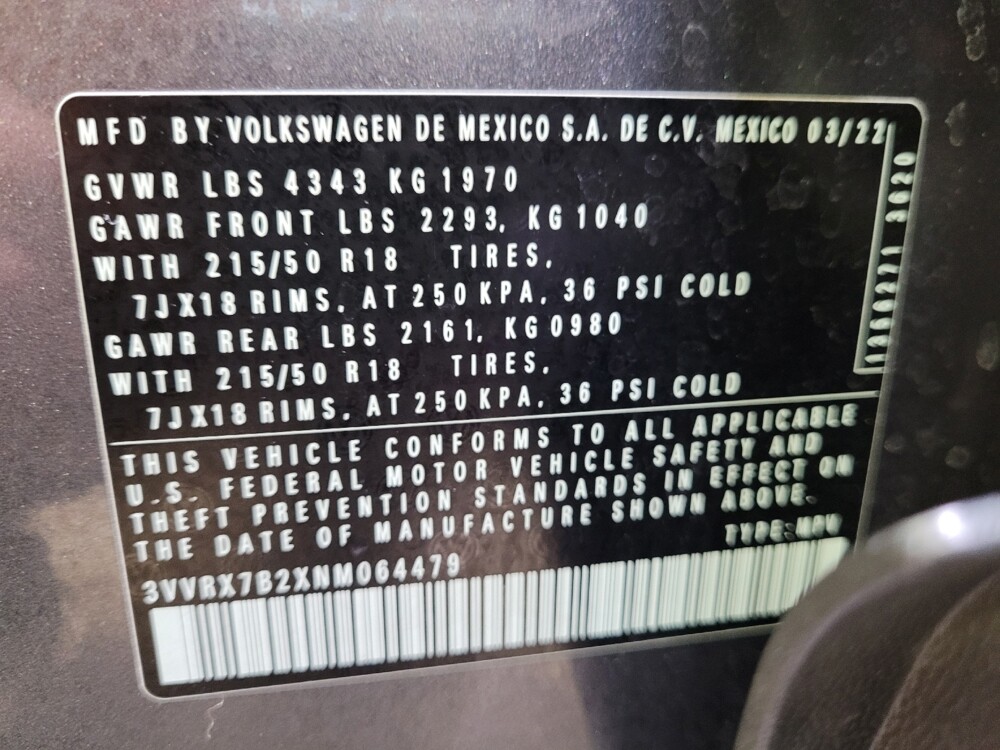 MFD BY VOLKSWAGEN DE MEXICO S.A. DE C.V. MEXICO 03/22
GVWR LBS 4343 KG 1970
GAWR FRONT LBS 2293, KG 1040
WITH 215/50 R18 TIRES,
7JX18 RIMS, AT 250 KPA, 36 PSI COLD
GAWR REAR LBS 2161, KG 0980
WITH 215/50 R18 TIRES,
7JX18 RIMS, AT 250 KPA, 36 PSI COLD
THIS VEHICLE CONFORMS TO ALL APPLICABLE
U.S. FEDERAL MOTOR VEHICLE SAFETY AND
THEFT PREVENTION STANDARDS IN EFFECT ON
THE DATE OF MANUFACTURE SHOWN ABOVE.
TYPE:MPV
3VVRX7B2XNM064479